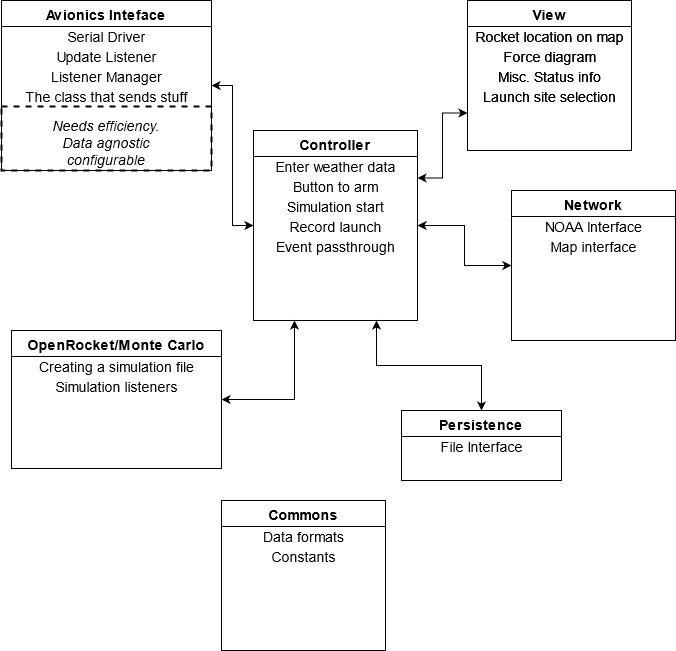 Avionics Inteface
Serial Driver
Update Listener
Listener Manager
The class that sends stuff
Needs efficiency.
Data agnostic
configurable
View
Rocket location on map
Force diagram
Misc. Status info
Launch site selection
Controller
Enter weather data
Button to arm
Simulation start
Record launch
Event passthrough
Network
NOAA Interface
Map interface
OpenRocket/Monte Carlo
Creating a simulation file
Simulation listeners
Persistence
File Interface
Commons
Data formats
Constants